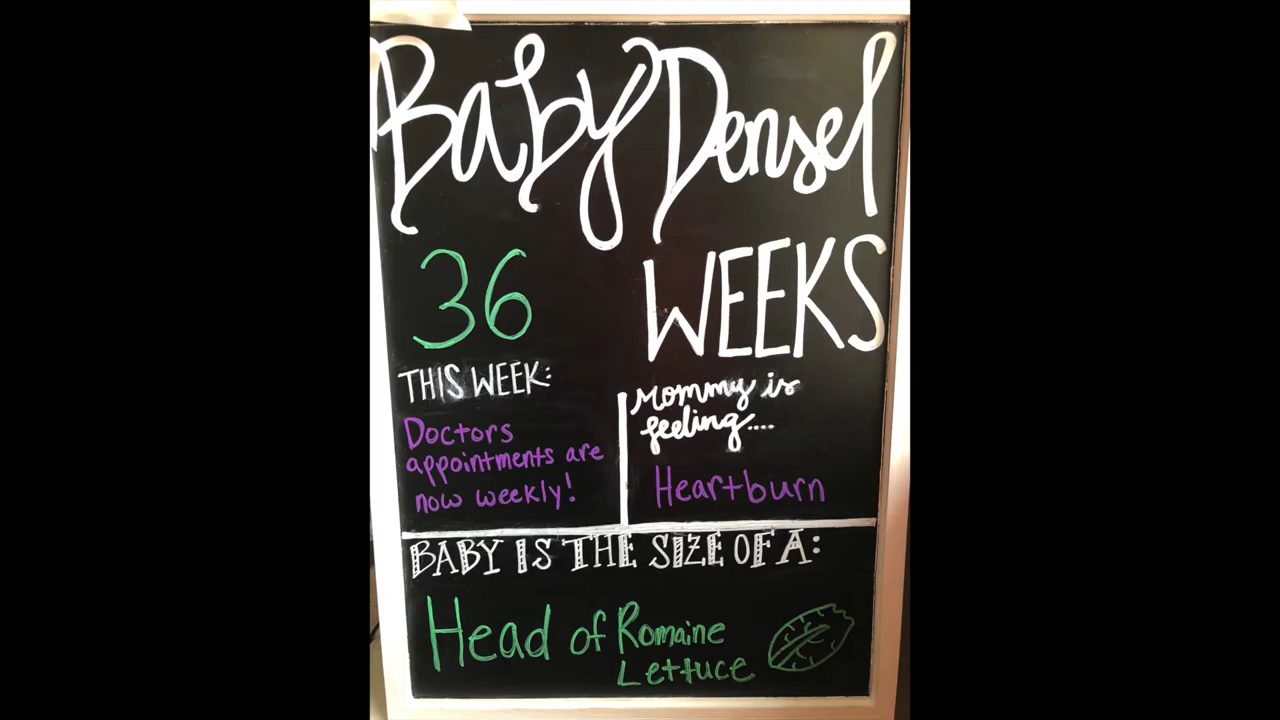 Baby Densel
36 WEEKS
THIS WEEK:
Doctors
appointments are
now weekly!
Mommy is
feeling....
Heartburn
BABY IS THE SIZE OF A:
Head of Romaine
Lettuce